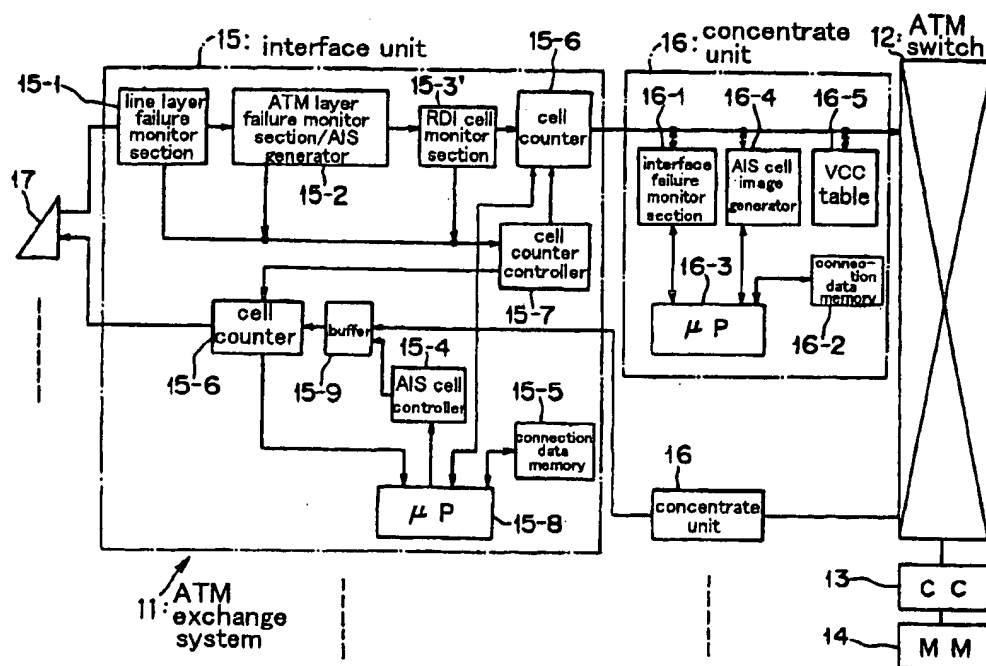 15: interface unit
15-6
16: concentrate unit
12: ATM
switch
15-1
line layer
failure
monitor
section
ATM layer
failure monitor
section/AIS
generator
15-2
15-3'
RDI cell
monitor
section
cell
counter
16-1
16-4
16-5
interface
failure
monitor
section
AIS cell
image
generator
VCC
table
17
cell
counter
controller
15-7
16-3
μ P
connec-
tion
data
memory
16-2
cell
counter
15-6
buffer
15-9
15-4
AIS cell
controller
15-5
connection
data
memory
μ P
15-8
16
concentrate
unit
11: ATM
exchange
system
13
C C
14
M M